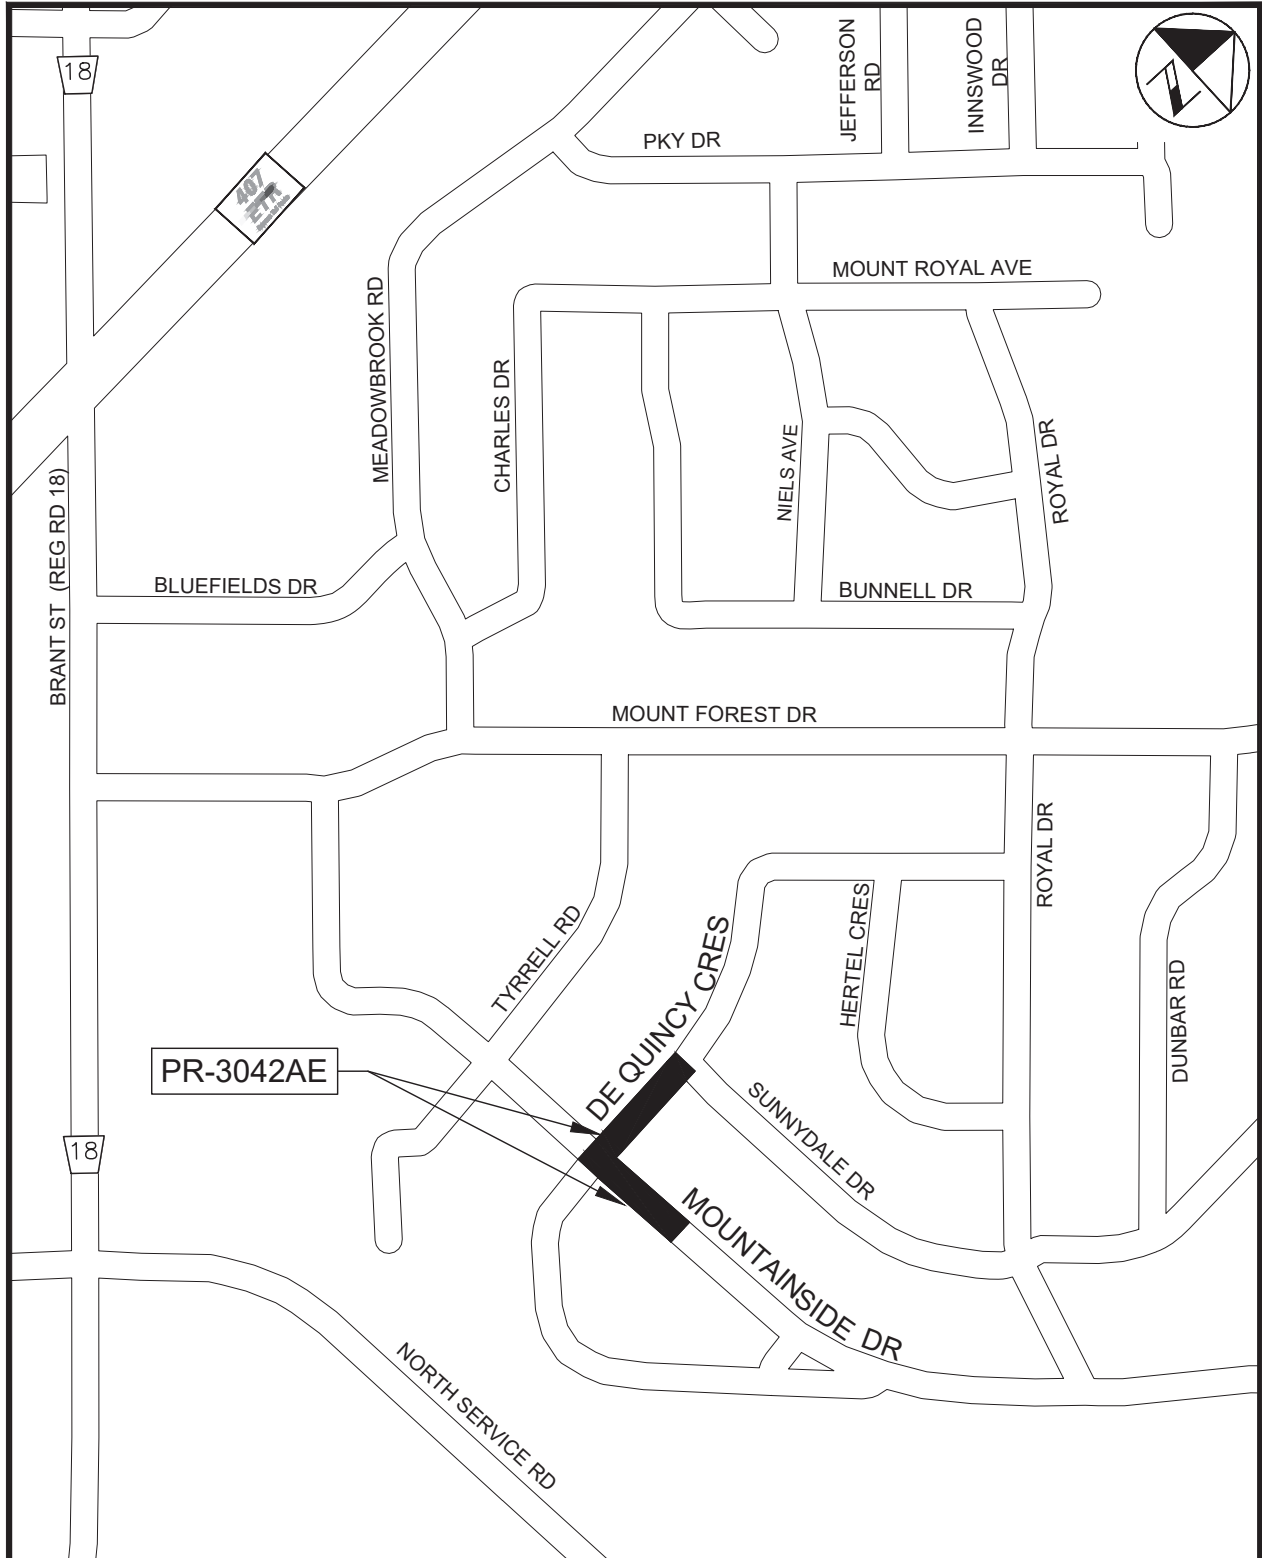 18
JEFFERSON
RD
INNSWOOD
DR
N
PKY DR
407
ETR
MOUNT ROYAL AVE
MEADOWBROOK RD
CHARLES DR
NIELS AVE
ROYAL DR
BRANT ST (REG RD 18)
BLUEFIELDS DR
BUNNELL DR
MOUNT FOREST DR
ROYAL DR
TYRRELL RD
DE QUINCY CRES
HERTEL CRES
DUNBAR RD
PR-3042AE
SUNNYDALE DR
18
MOUNTAINSIDE DR
NORTH SERVICE RD